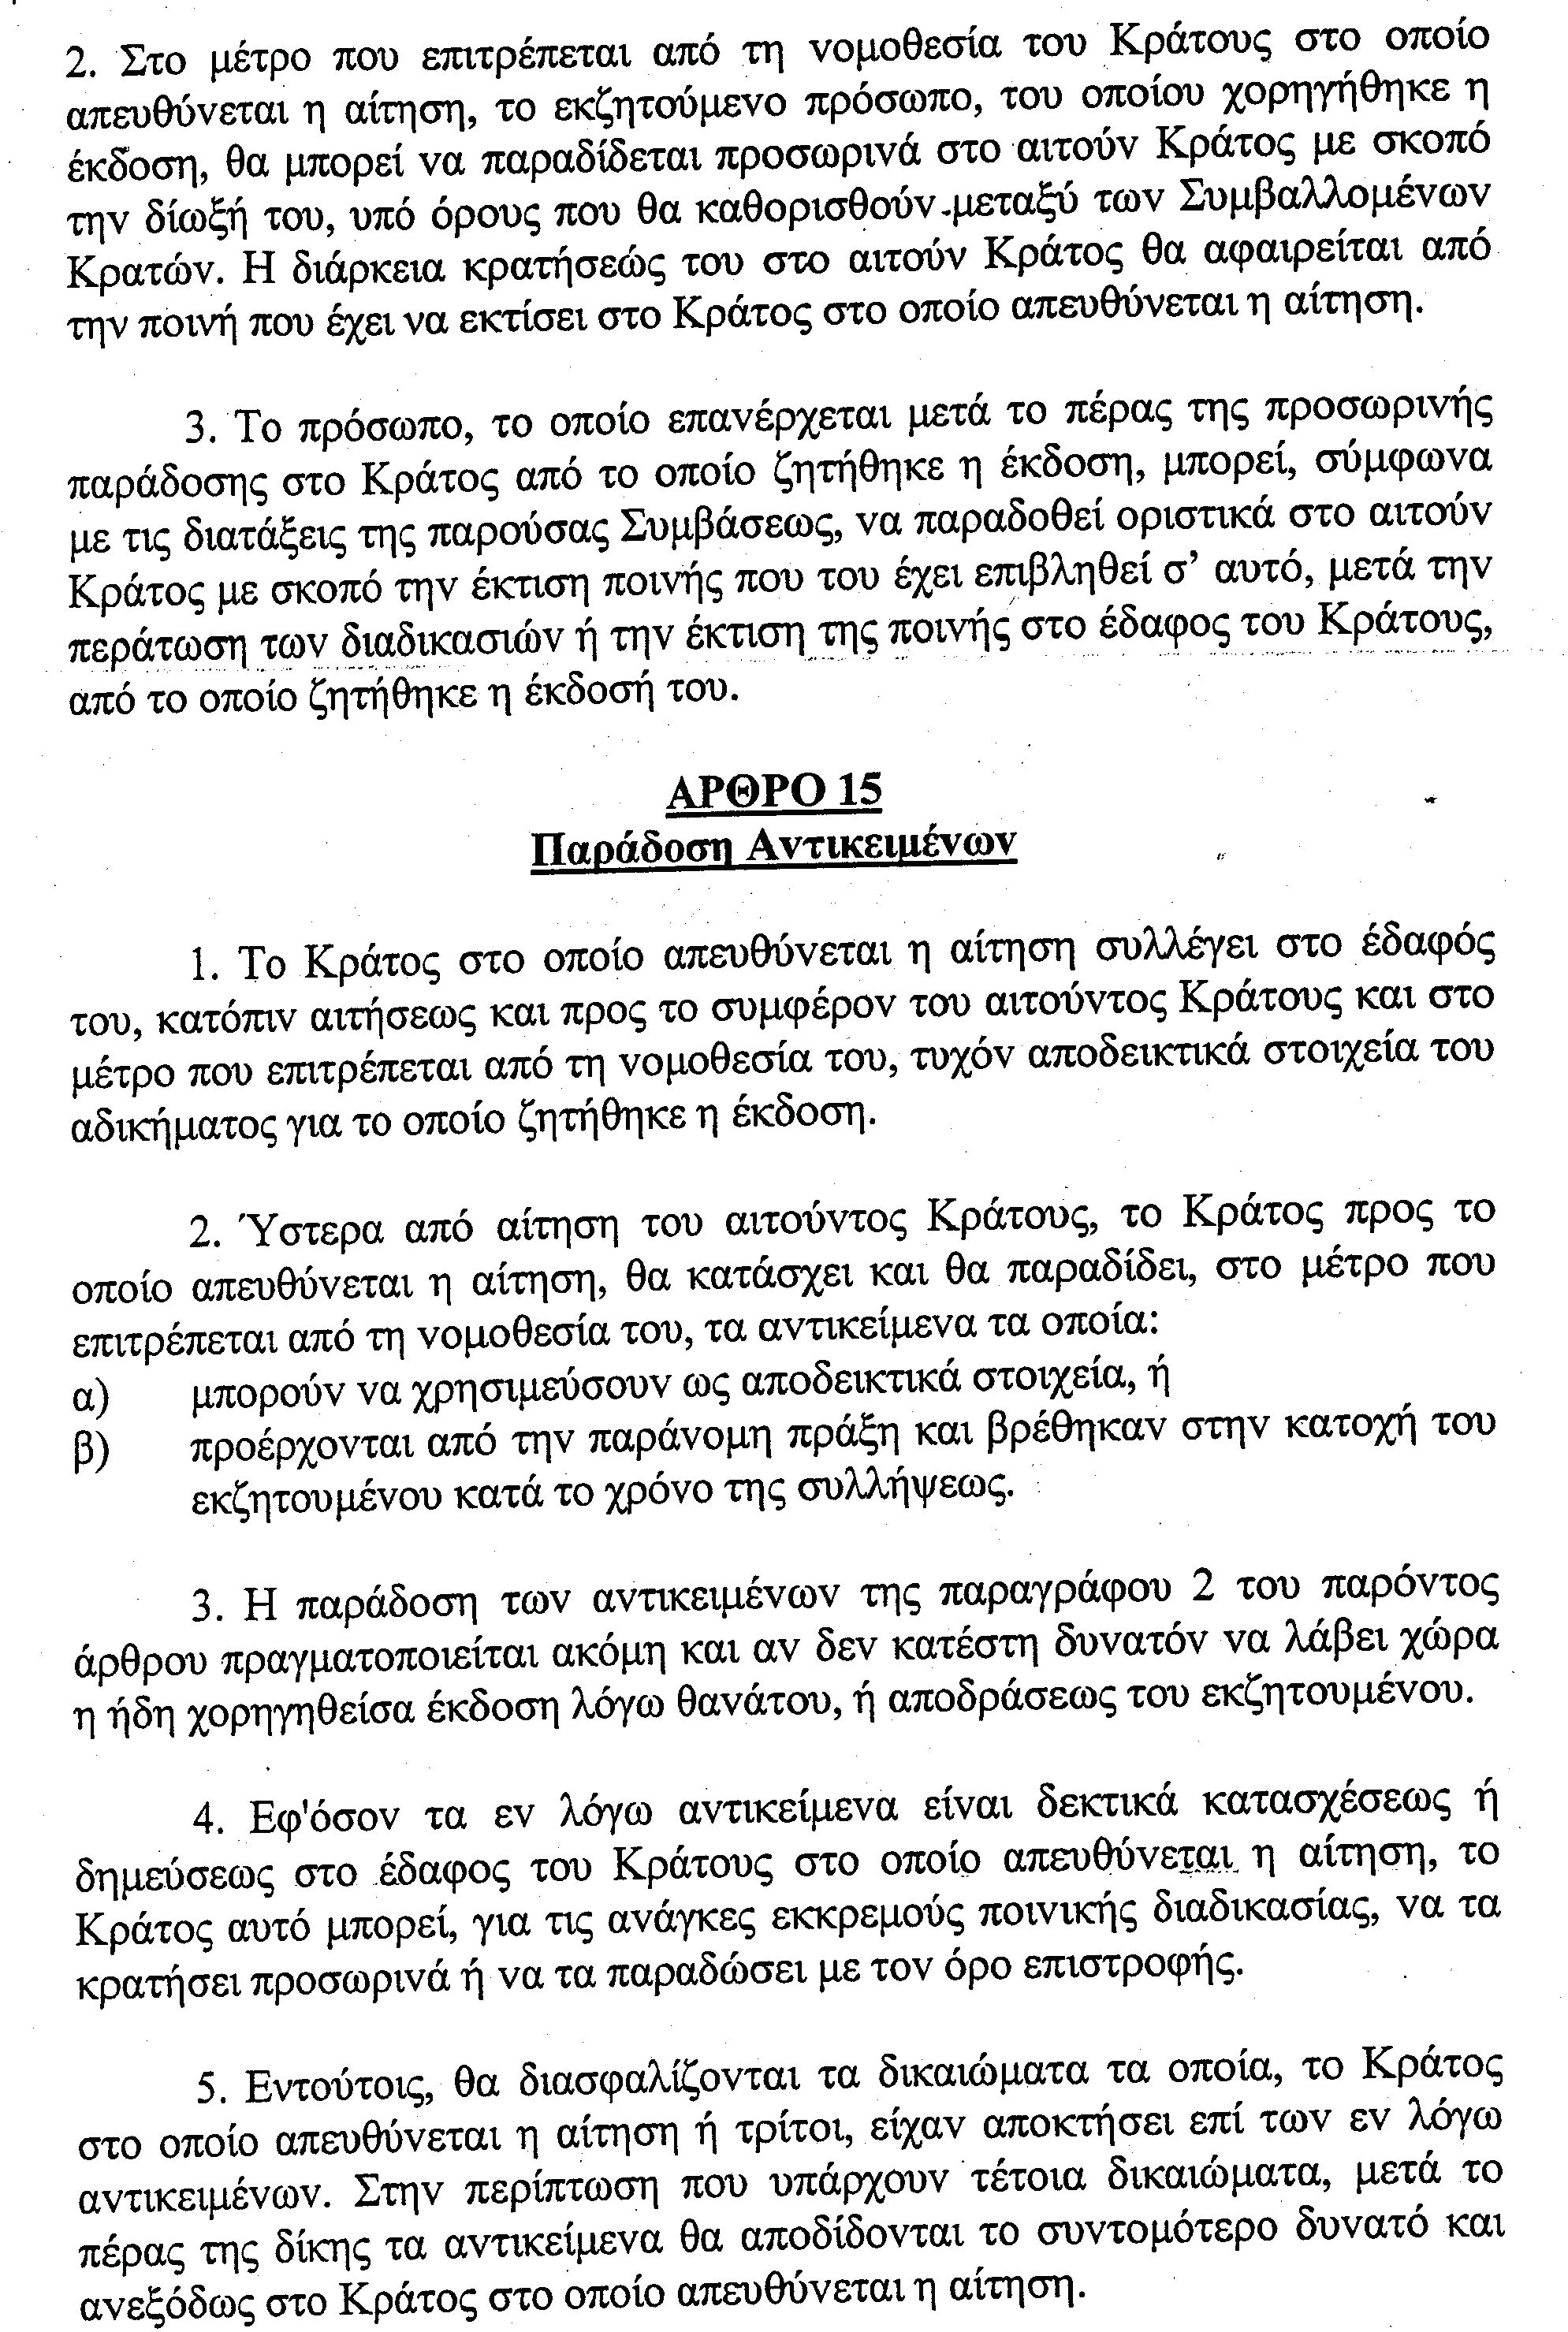 2. Στο μέτρο που επιτρέπεται από τη νομοθεσία του Κράτους στο οποίο
απευθύνεται η αίτηση, το εκζητούμενο πρόσωπο, του οποίου χορηγήθηκε η
έκδοση, θα μπορεί να παραδίδεται προσωρινά στο αιτούν Κράτος με σκοπό
την δίωξή του, υπό όρους που θα καθορισθούν μεταξύ των Συμβαλλομένων
Κρατών. Η διάρκεια κρατήσεώς του στο αιτούν Κράτος θα αφαιρείται από
την ποινή που έχει να εκτίσει στο Κράτος στο οποίο απευθύνεται η αίτηση.
3. Το πρόσωπο, το οποίο επανέρχεται μετά το πέρας της προσωρινής
παράδοσης στο Κράτος από το οποίο ζητήθηκε η έκδοση, μπορεί, σύμφωνα
με τις διατάξεις της παρούσας Συμβάσεως, να παραδοθεί οριστικά στο αιτούν
Κράτος με σκοπό την έκτιση ποινής που του έχει επιβληθεί σ' αυτό, μετά την
περάτωση των διαδικασιών ή την έκτιση της ποινής στο έδαφος του Κράτους,
από το οποίο ζητήθηκε η έκδοσή του.
ΑΡΘΡΟ 15
Παράδοση Αντικειμένων
1. Το Κράτος στο οποίο απευθύνεται η αίτηση συλλέγει στο έδαφός
του, κατόπιν αιτήσεως και προς το συμφέρον του αιτούντος Κράτους και στο
μέτρο που επιτρέπεται από τη νομοθεσία του, τυχόν αποδεικτικά στοιχεία του
αδικήματος για το οποίο ζητήθηκε η έκδοση.
2. Ύστερα από αίτηση του αιτούντος Κράτους, το Κράτος προς το
οποίο απευθύνεται η αίτηση, θα κατάσχει και θα παραδίδει, στο μέτρο που
επιτρέπεται από τη νομοθεσία του, τα αντικείμενα τα οποία:
α) μπορούν να χρησιμεύσουν ως αποδεικτικά στοιχεία, ή
β) προέρχονται από την παράνομη πράξη και βρέθηκαν στην κατοχή του
εκζητουμένου κατά το χρόνο της συλλήψεως.
3. Η παράδοση των αντικειμένων της παραγράφου 2 του παρόντος
άρθρου πραγματοποιείται ακόμη και αν δεν κατέστη δυνατόν να λάβει χώρα
η ήδη χορηγηθείσα έκδοση λόγω θανάτου, ή αποδράσεως του εκζητουμένου.
4. Εφ'όσον τα εν λόγω αντικείμενα είναι δεκτικά κατασχέσεως ή
δημεύσεως στο έδαφος του Κράτους στο οποίο απευθύνεται η αίτηση, το
Κράτος αυτό μπορεί, για τις ανάγκες εκκρεμούς ποινικής διαδικασίας, να τα
κρατήσει προσωρινά ή να τα παραδώσει με τον όρο επιστροφής.
5. Εντούτοις, θα διασφαλίζονται τα δικαιώματα τα οποία, το Κράτος
στο οποίο απευθύνεται η αίτηση ή τρίτοι, είχαν αποκτήσει επί των εν λόγω
αντικειμένων. Στην περίπτωση που υπάρχουν τέτοια δικαιώματα, μετά το
πέρας της δίκης τα αντικείμενα θα αποδίδονται το συντομότερο δυνατό και
ανεξόδως στο Κράτος στο οποίο απευθύνεται η αίτηση.